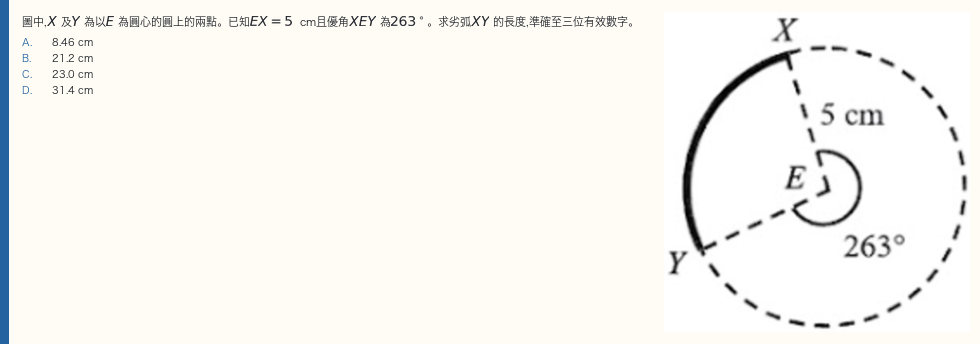 圖中,X 及Y 為以E 為圓心的圓上的兩點。已知EX = 5 cm且優角XEY 為263 °。求劣弧XY 的長度,準確至三位有效數字。
A. 8.46 cm
B. 21.2 cm
C. 23.0 cm
D. 31.4 cm
X
5 cm
E
263°
Y